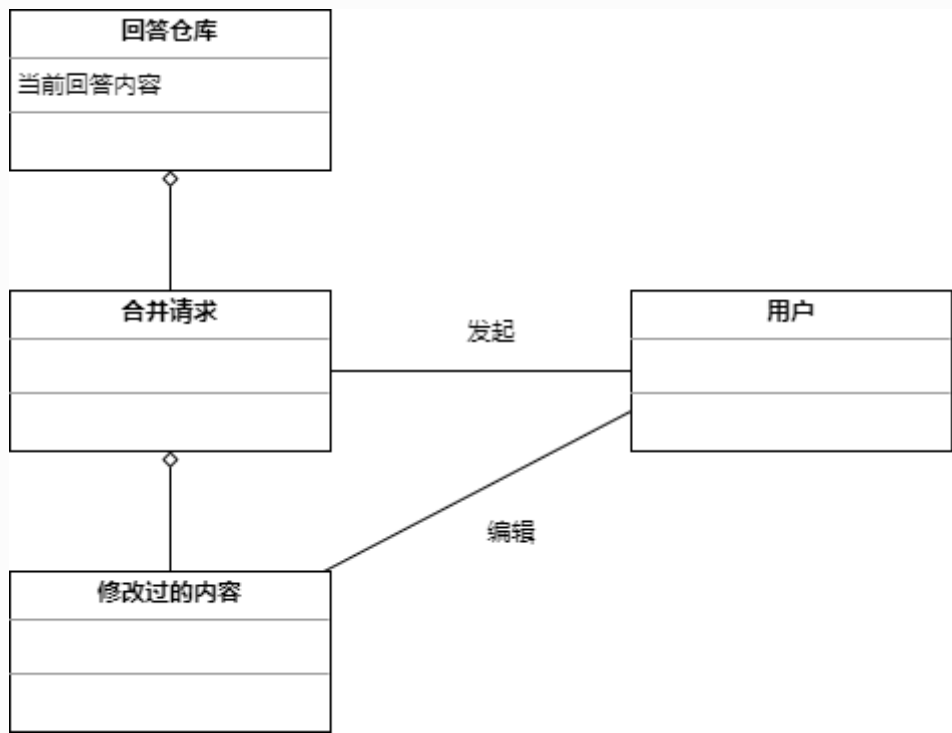 回答仓库
当前回答内容
合并请求
发起
用户
编辑
修改过的内容